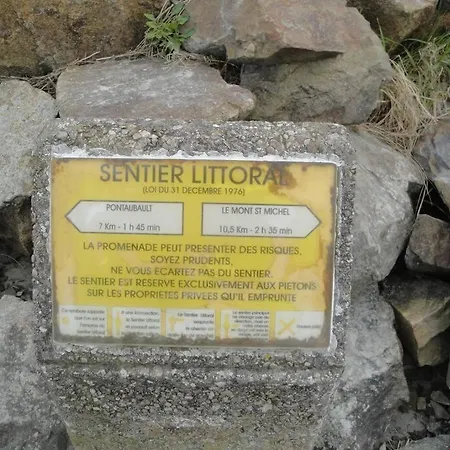 SENTIER LITTORAL
(LOI DU 31 DECEMBRE 1976)
PONTAUBAULT
7 Km - 1 h 45 mn
LE MONT ST MICHEL
10,5 Km - 2 h 35 mn
LA PROMENADE PEUT PRESENTER DES RISQUES,
SOYEZ PRUDENTS,
NE VOUS ECARTEZ PAS DU SENTIER.
LE SENTIER EST RESERVE EXCLUSIVEMENT AUX PIETONS
SUR LES PROPRIETES PRIVEES QU'IL EMPRUNTE